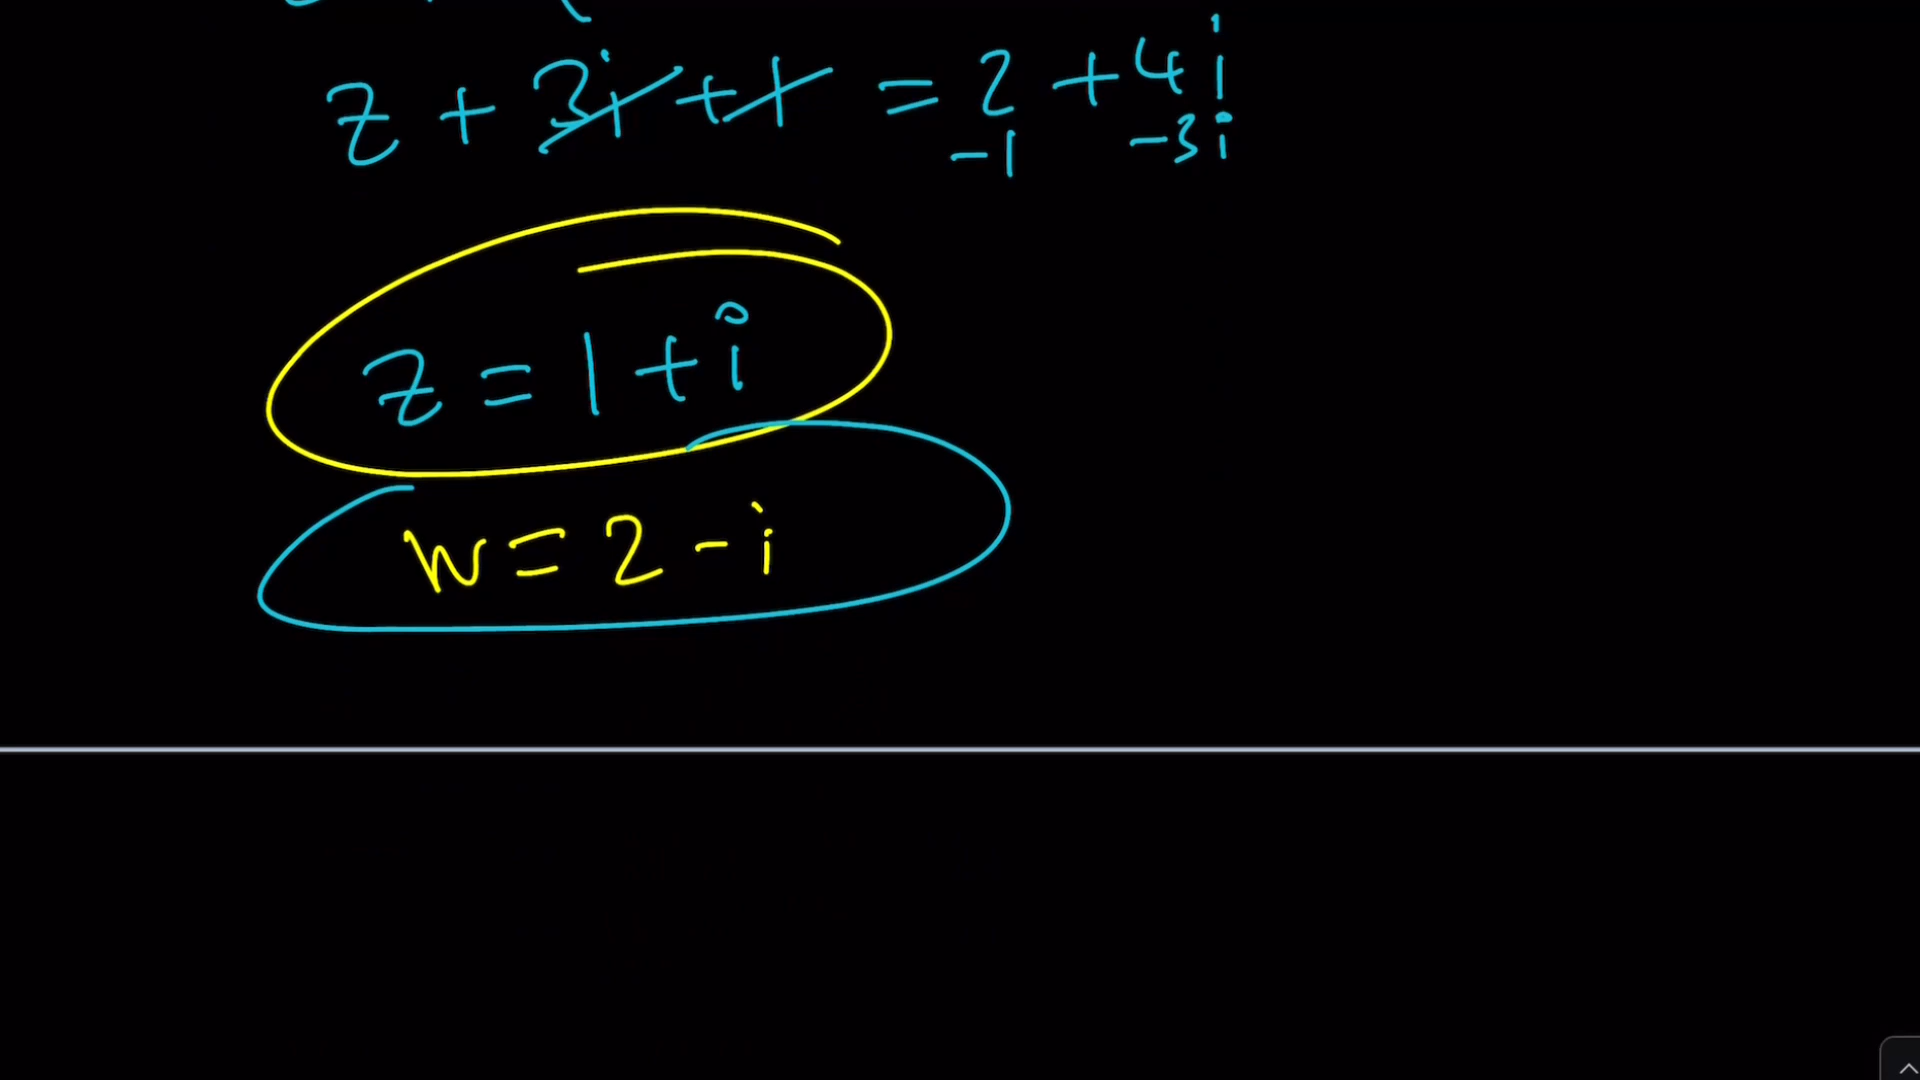 z + 3i + 1 = 2 + 4i
-1 -3i
z = 1 + i
w = 2 - i